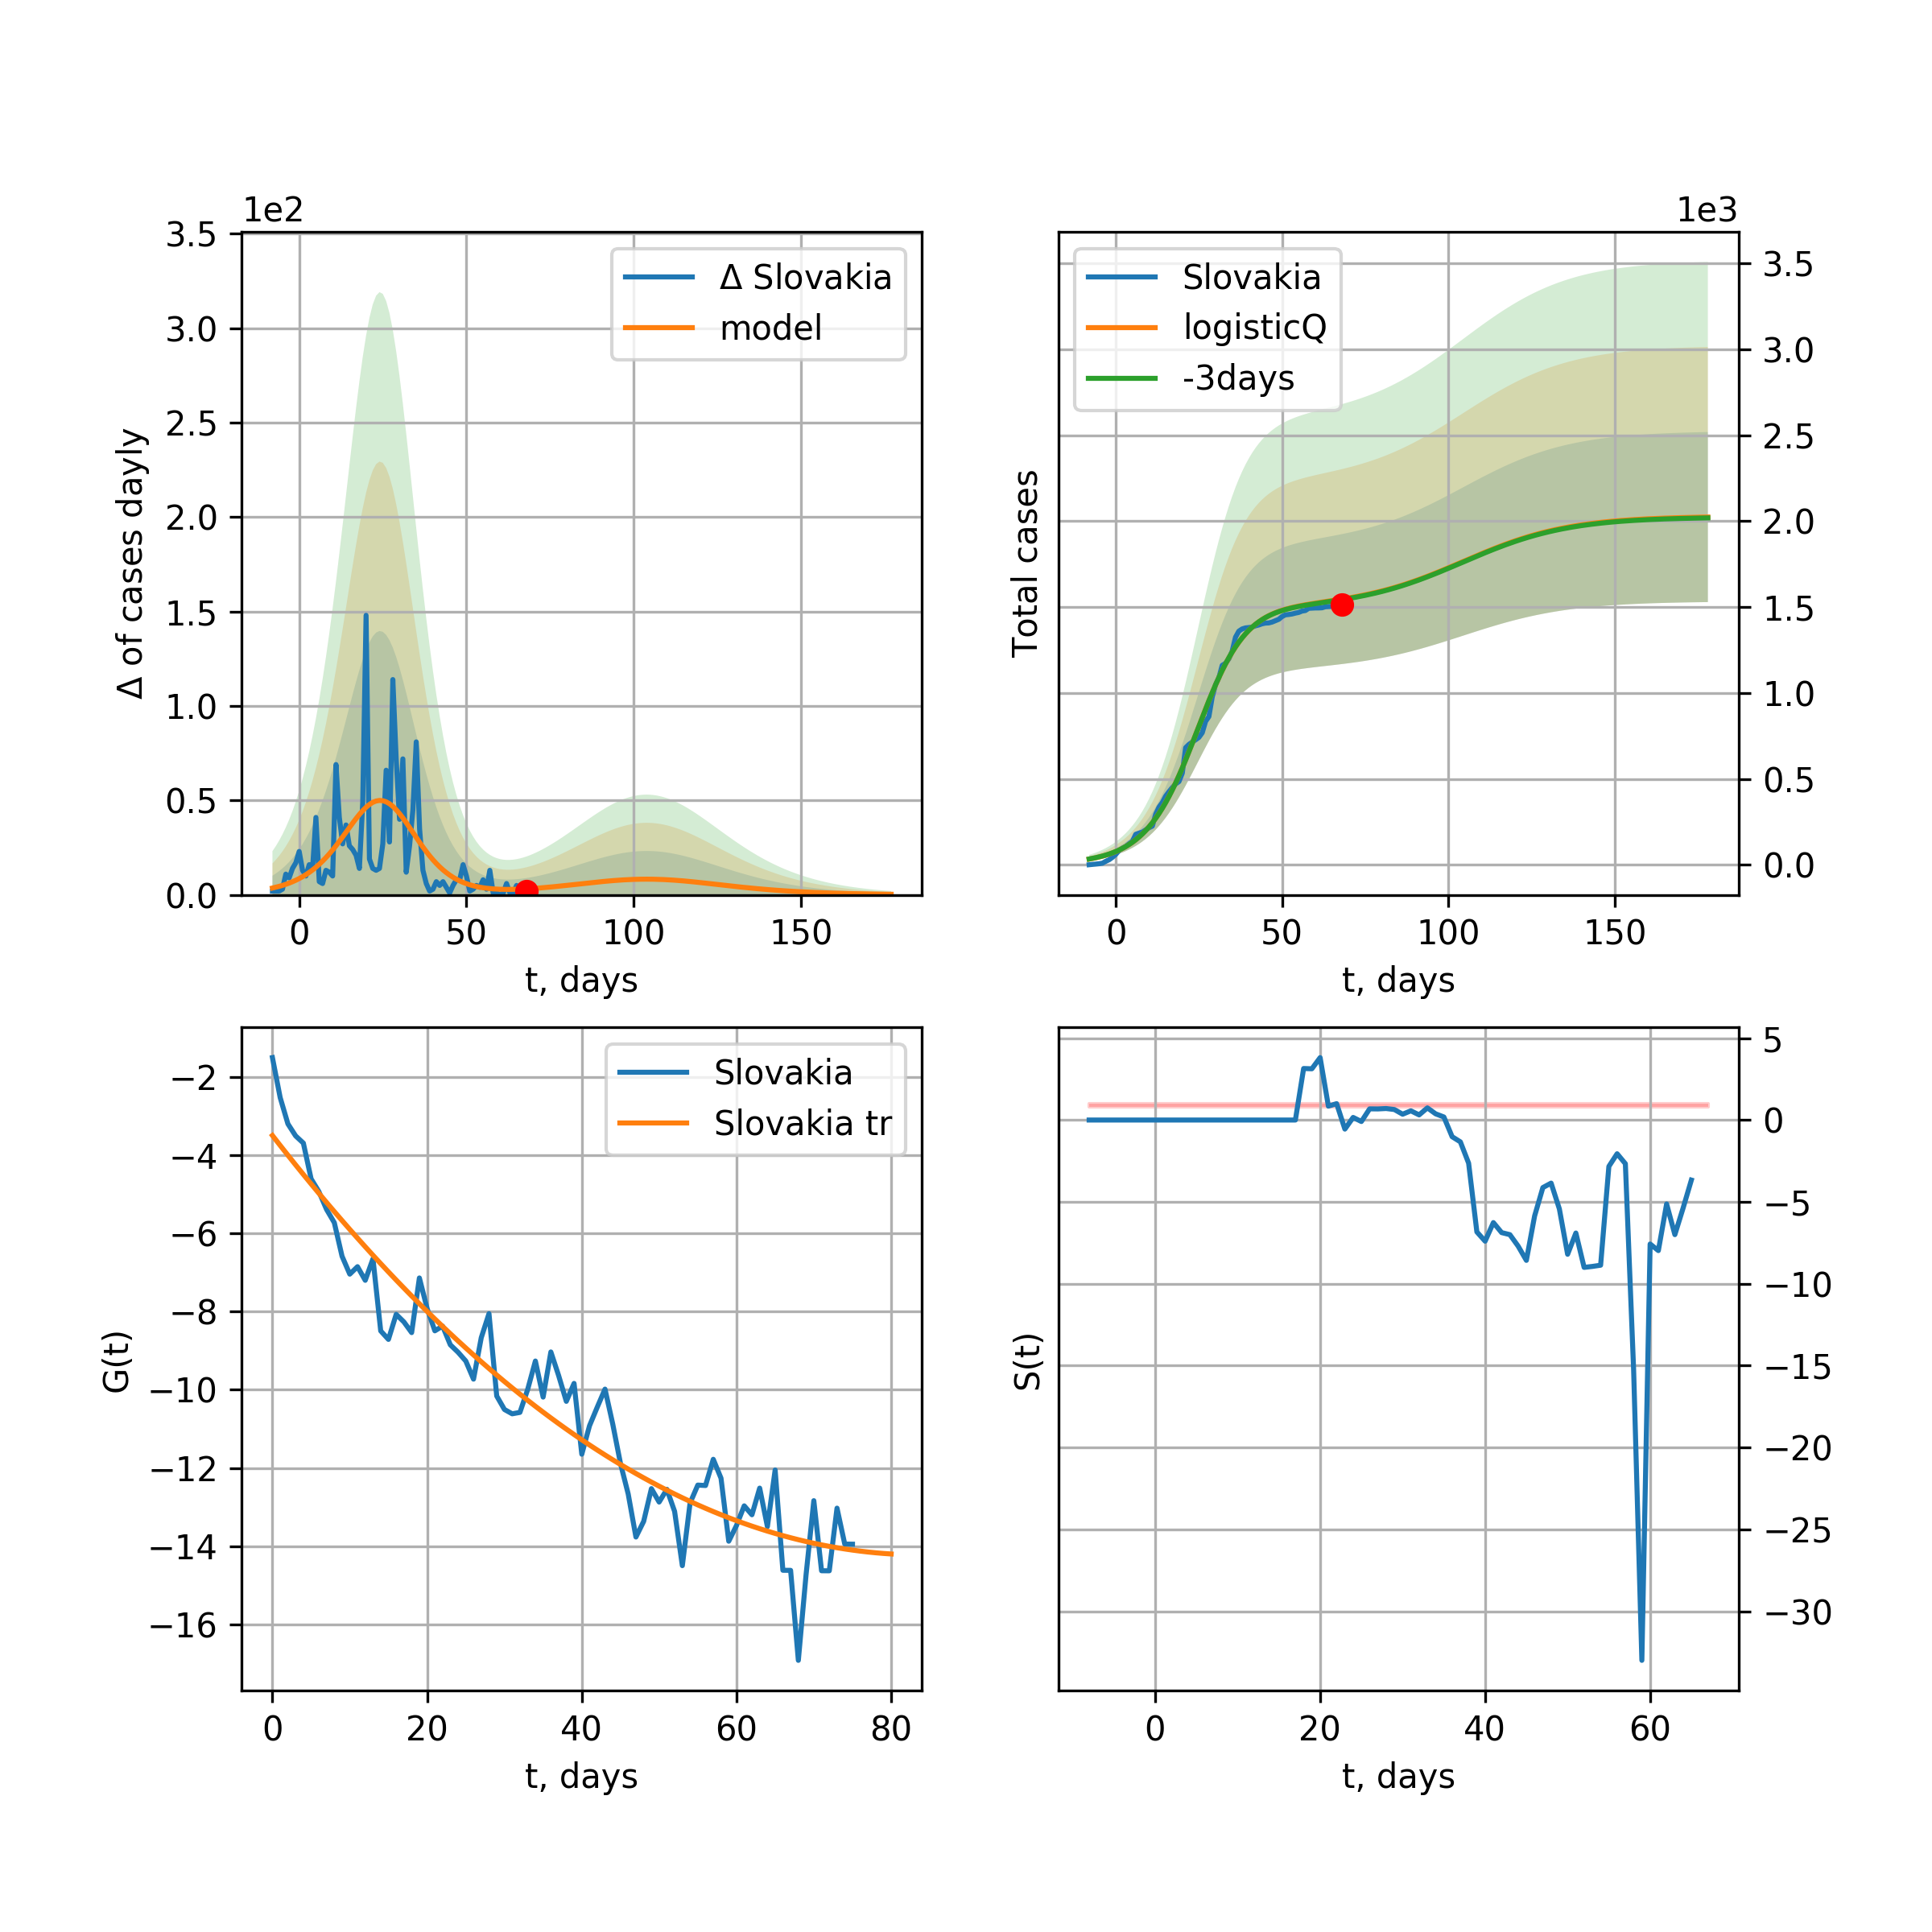 1e2
3.5
3.0
2.5
2.0
1.5
1.0
0.5
0.0
Δ of cases dayly
Δ Slovakia
model
0 50 100 150
t, days
1e3
3.5
3.0
2.5
2.0
1.5
1.0
0.5
0.0
Total cases
Slovakia
logisticQ
-3days
0 50 100 150
t, days
−2
−4
−6
−8
−10
−12
−14
−16
G(t)
Slovakia
Slovakia tr
0 20 40 60 80
t, days
5
0
−5
−10
−15
−20
−25
−30
S(t)
0 20 40 60
t, days